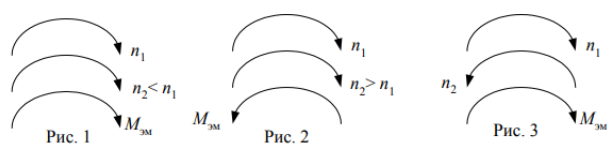 n₁
n₂< n₁
Mэм
Рис. 1
n₁
n₂> n₁
Mэм
Рис. 2
n₁
n₂
Mэм
Рис. 3